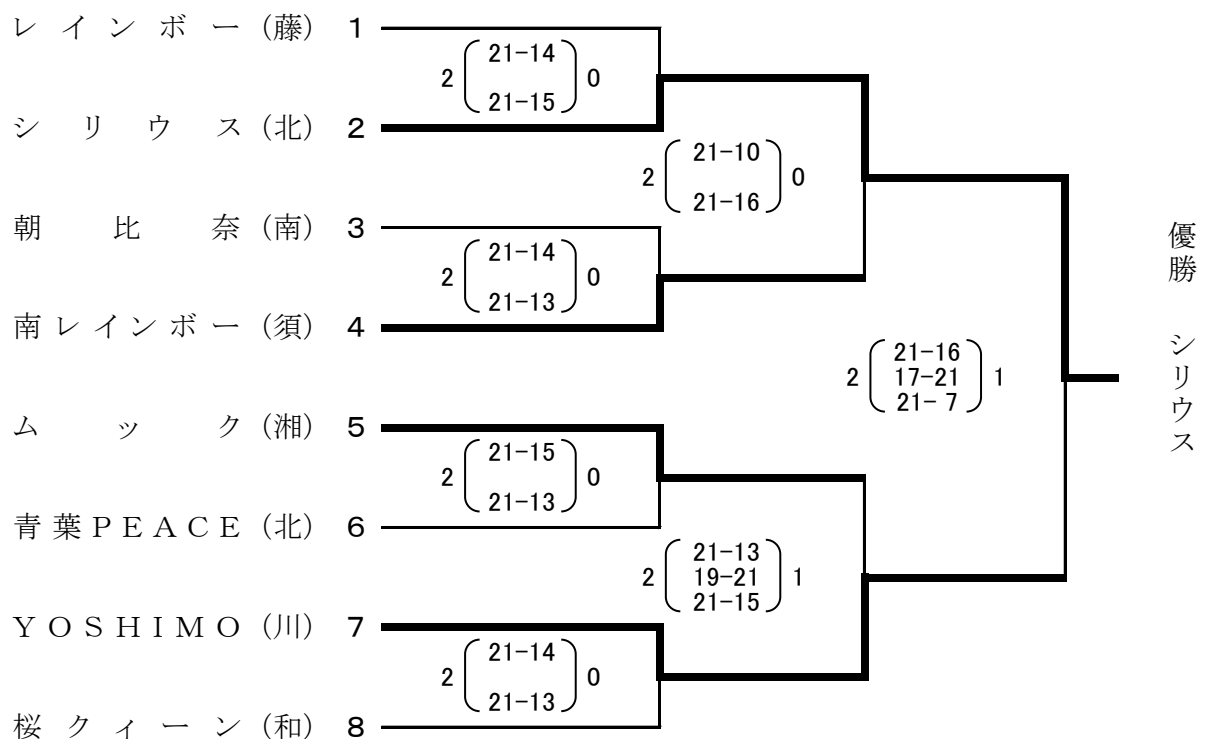 レインボー(藤) 1
2 21-14 0
21-15
シリウス(北) 2
2 21-10 0
21-16
朝比奈(南) 3
2 21-14 0
21-13
南レインボー(須) 4
2 21-16 1
17-21
21- 7
優勝 シリウス
ムック(湘) 5
2 21-15 0
21-13
青葉PEACE(北) 6
2 21-13 1
19-21
21-15
YOSHIMO(川) 7
2 21-14 0
21-13
桜クィーン(和) 8